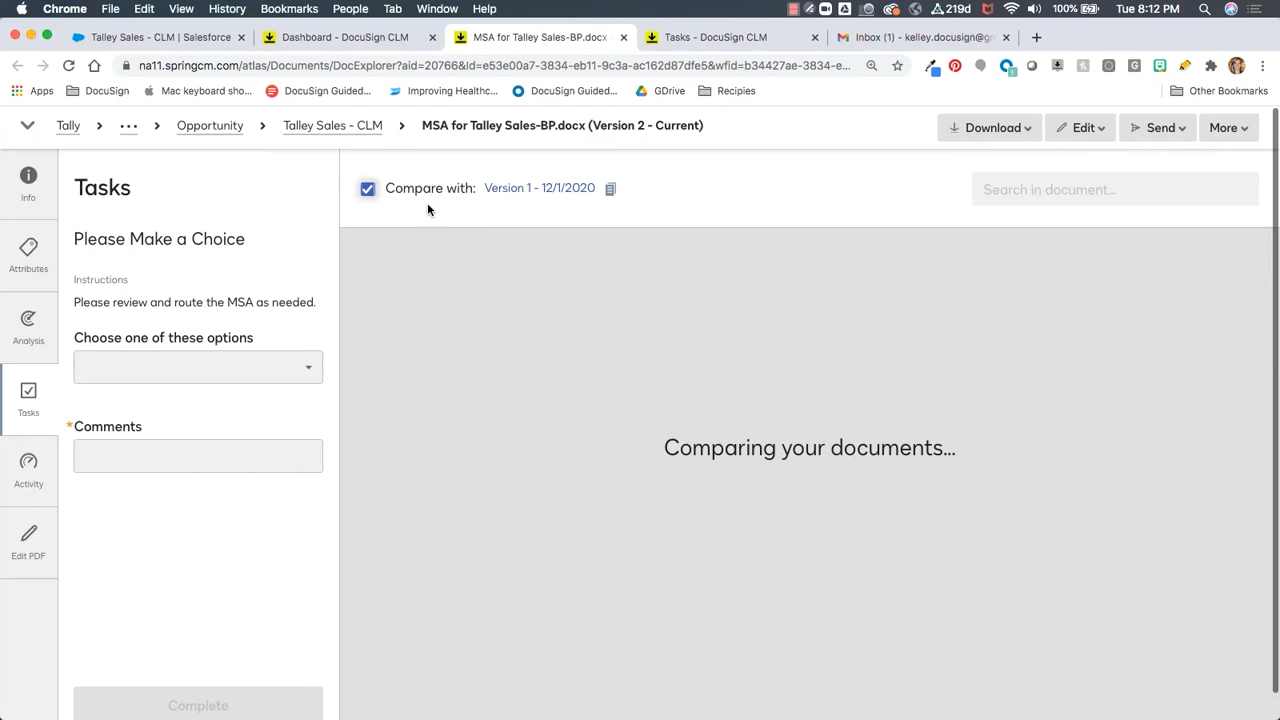 Chrome File Edit View History Bookmarks People Tab Window Help
219d 100% Tue 8:12 PM
Talley Sales - CLM | Salesforce
Dashboard - DocuSign CLM
MSA for Talley Sales-BP.docx
Tasks - DocuSign CLM
Inbox (1) - kelley.docusign@gm
na11.springcm.com/atlas/Documents/DocExplorer?aid=20766&ld=e53e00a7-3834-eb11-9c3a-ac162d87dfe5&wfid=b34427ae-3834-e...
Apps DocuSign Mac keyboard sho... DocuSign Guided... Improving Healthc... DocuSign Guided... GDrive Recipies Other Bookmarks
Tally ... Opportunity Talley Sales - CLM MSA for Talley Sales-BP.docx (Version 2 - Current) Download Edit Send More
Info
Attributes
Analysis
Tasks
Activity
Edit PDF
Tasks
Please Make a Choice
Instructions
Please review and route the MSA as needed.
Choose one of these options
*Comments
Complete
Compare with: Version 1 - 12/1/2020
Search in document...
Comparing your documents...